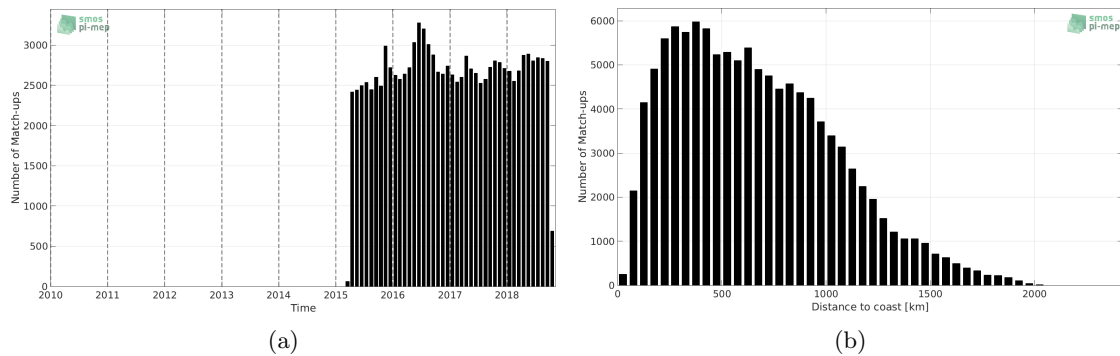 smos
pi-mep
3000
2500
2000
1500
1000
500
0
Number of Match-ups
2010 2011 2012 2013 2014 2015 2016 2017 2018
Time
(a)
smos
pi-mep
6000
5000
4000
3000
2000
1000
0
Number of Match-ups
0 500 1000 1500 2000
Distance to coast [km]
(b)